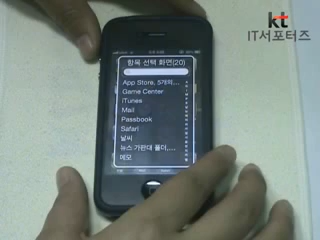 kt
IT서포터즈
항목 선택 화면(20)
App Store, 5개의...
Game Center
iTunes
Mail
Passbook
Safari
날씨
뉴스 가판대 폴더,...
메모